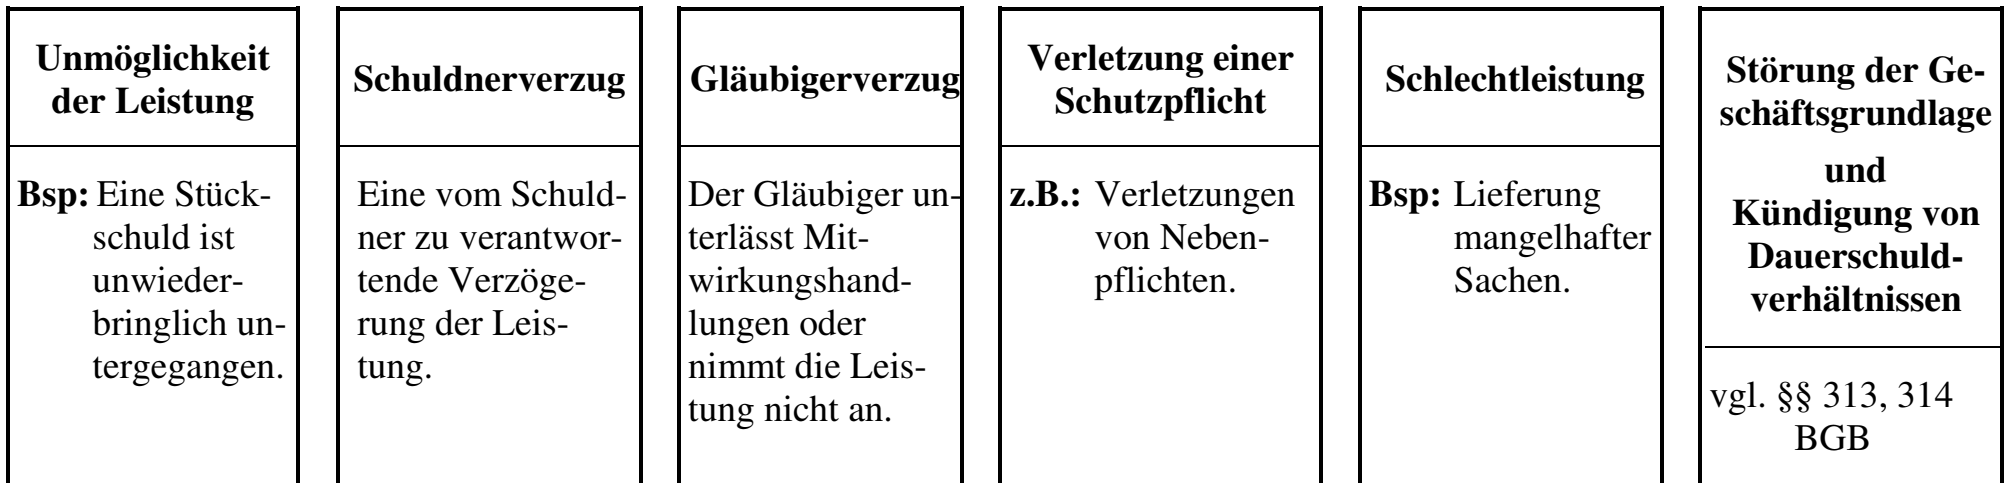 Unmöglichkeit
der Leistung
Bsp: Eine Stück-
schuld ist
unwieder-
bringlich un-
tergegangen.
Schuldnerverzug
Eine vom Schuld-
ner zu verantwor-
tende Verzöge-
rung der Leis-
tung.
Gläubigerverzug
Der Gläubiger un-
terlässt Mit-
wirkungshand-
lungen oder
nimmt die Leis-
tung nicht an.
Verletzung einer
Schutzpflicht
z.B.: Verletzungen
von Neben-
pflichten.
Schlechtleistung
Bsp: Lieferung
mangelhafter
Sachen.
Störung der Ge-
schäftsgrundlage
und
Kündigung von
Dauerschuld-
verhältnissen
vgl. §§ 313, 314
BGB